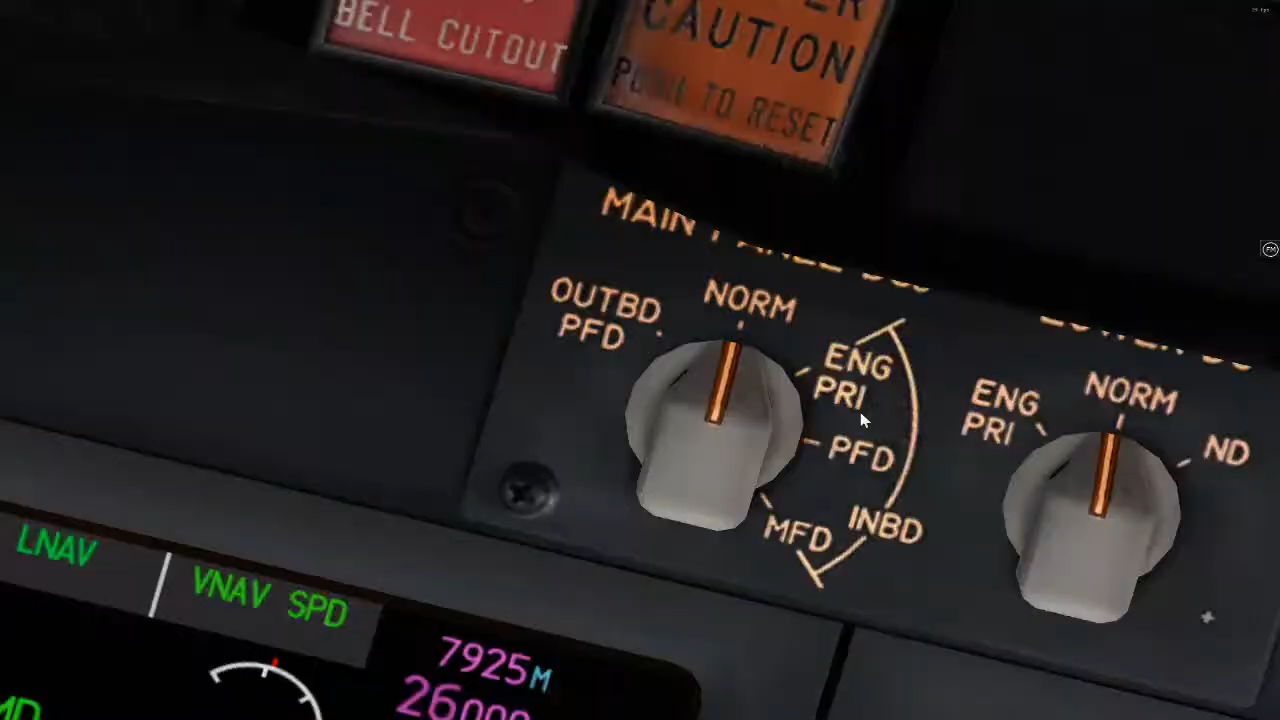 BELL CUTOUT
CAUTION
PUSH TO RESET
MAIN PANEL
OUTBD
PFD
NORM
ENG
PRI
PFD
INBD
MFD
ENG
PRI
NORM
ND
LNAV
VNAV SPD
7925M
26000